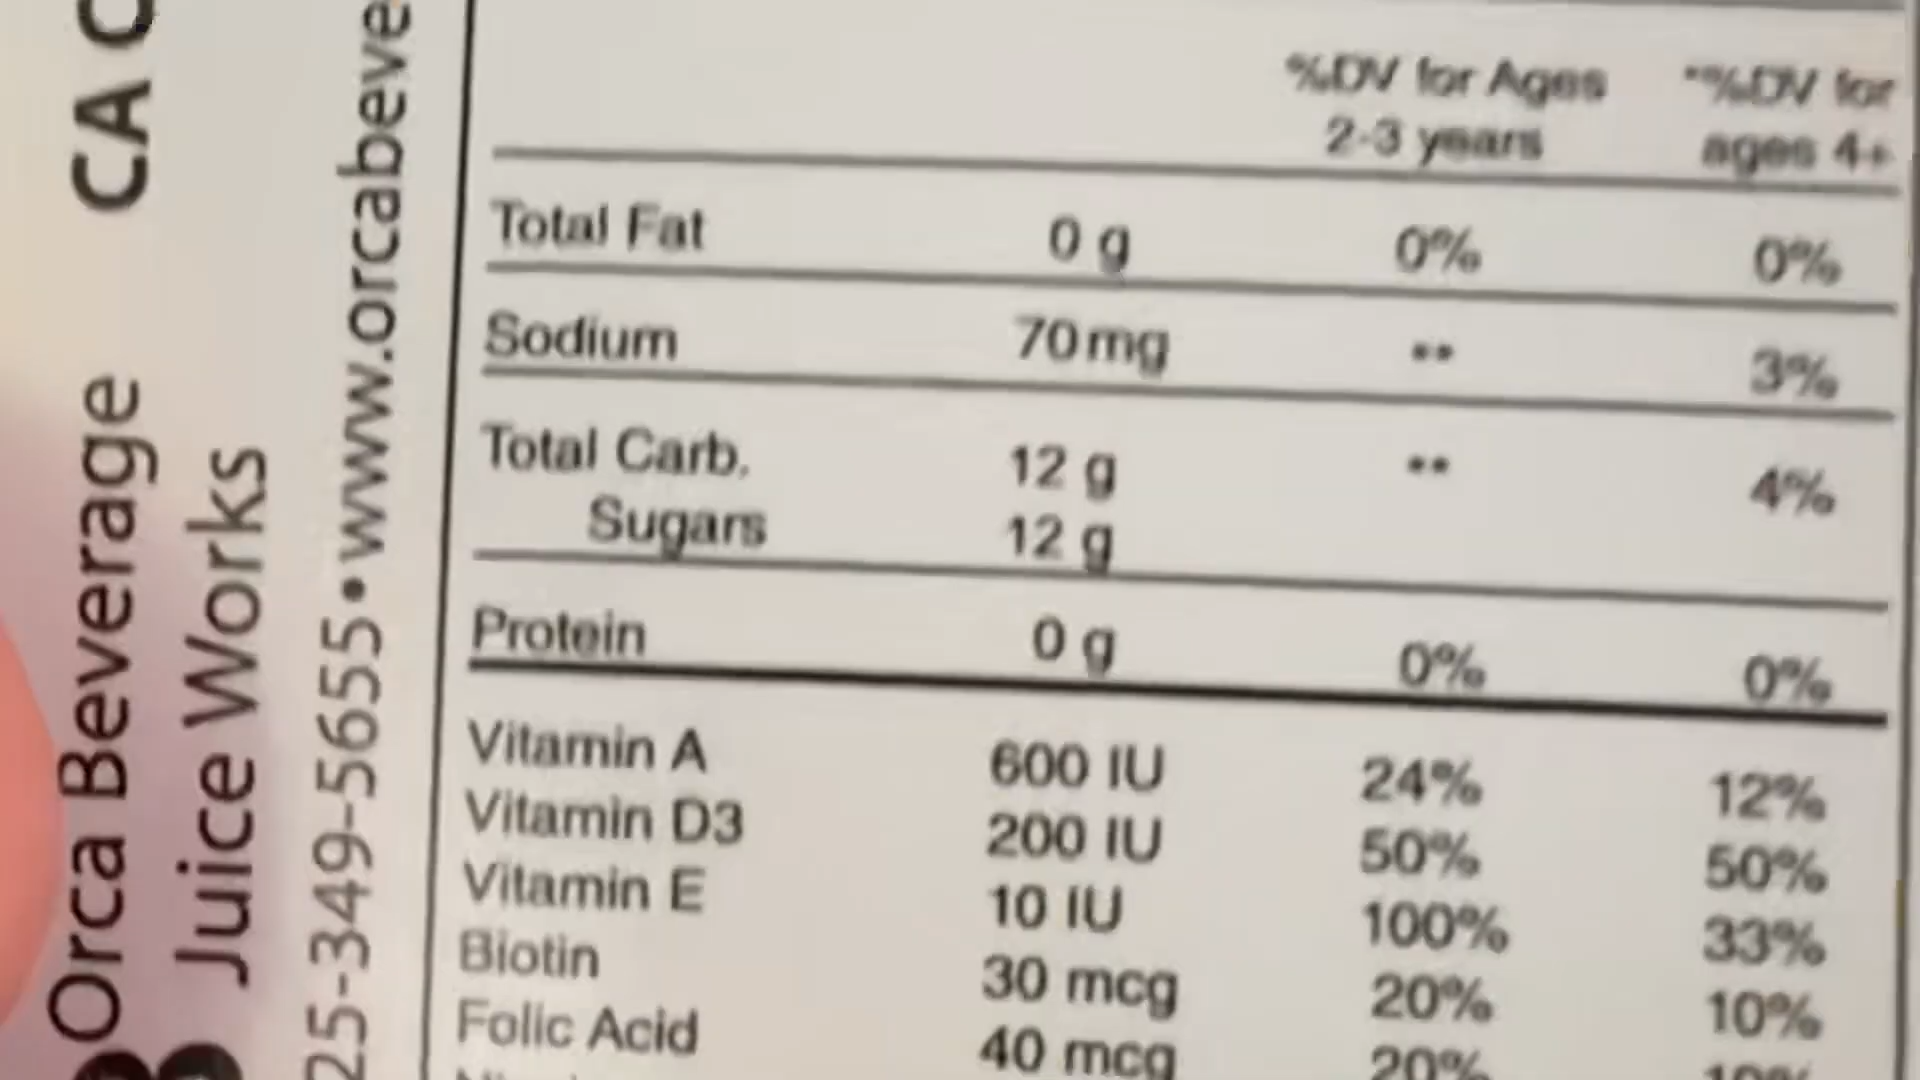 CA C
Orca Beverage
Juice Works
25-349-5655•www.orcabeve
%DV for Ages 2-3 years
*%DV for ages 4+
Total Fat 0 g 0% 0%
Sodium 70 mg ** 3%
Total Carb. 12 g ** 4%
Sugars 12 g
Protein 0 g 0% 0%
Vitamin A 600 IU 24% 12%
Vitamin D3 200 IU 50% 50%
Vitamin E 10 IU 100% 33%
Biotin 30 mcg 20% 10%
Folic Acid 40 mcg 20% 10%